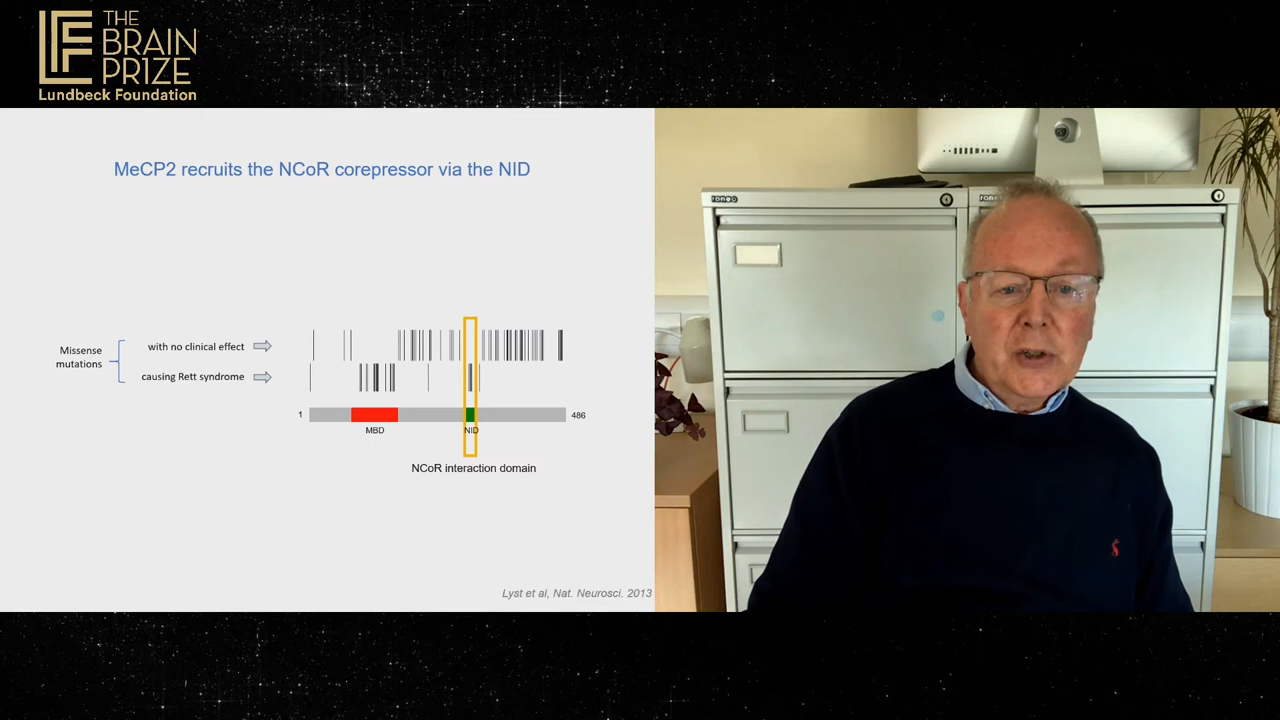 THE
BRAIN
PRIZE
Lundbeck Foundation
MeCP2 recruits the NCoR corepressor via the NID
Missense
mutations
with no clinical effect
causing Rett syndrome
1
486
MBD
NID
NCoR interaction domain
Lyst et al, Nat. Neurosci. 2013
roneo